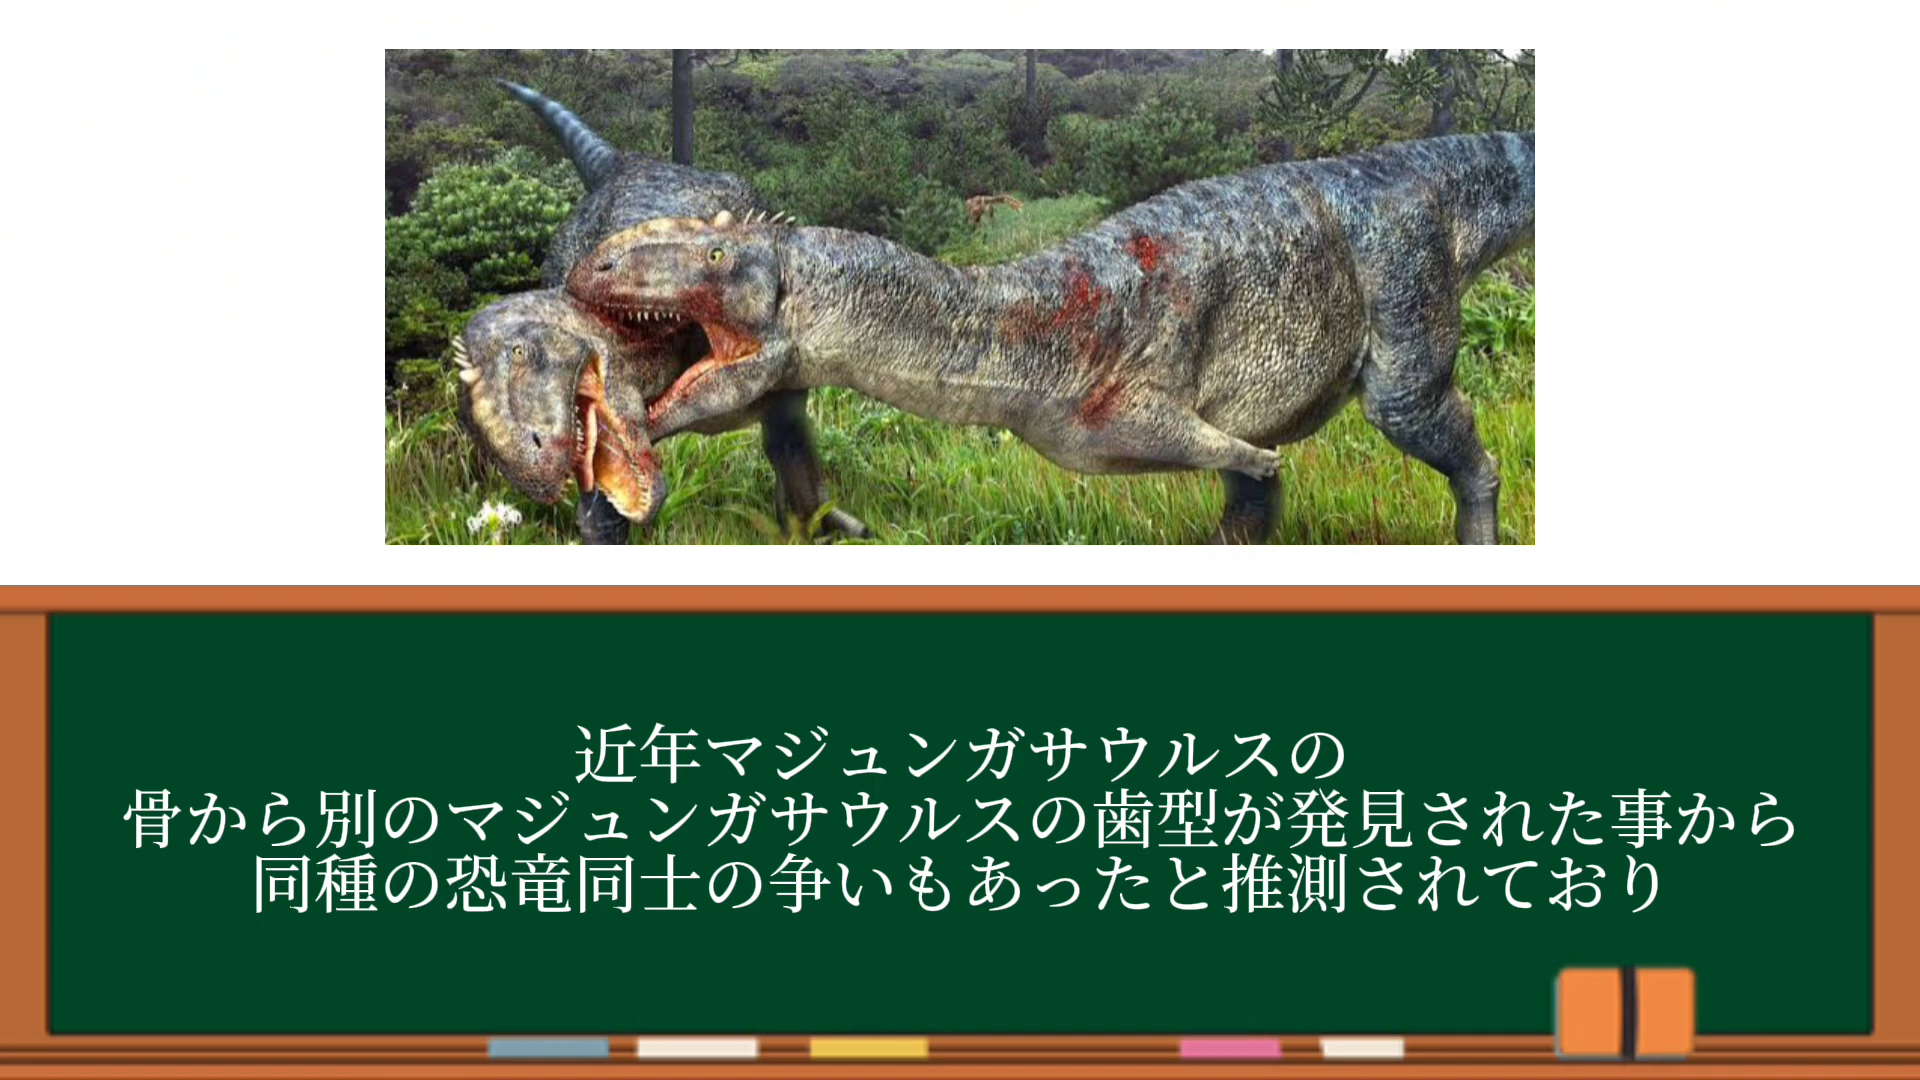 近年マジュンガサウルスの
骨から別のマジュンガサウルスの歯型が発見された事から
同種の恐竜同士の争いもあったと推測されており